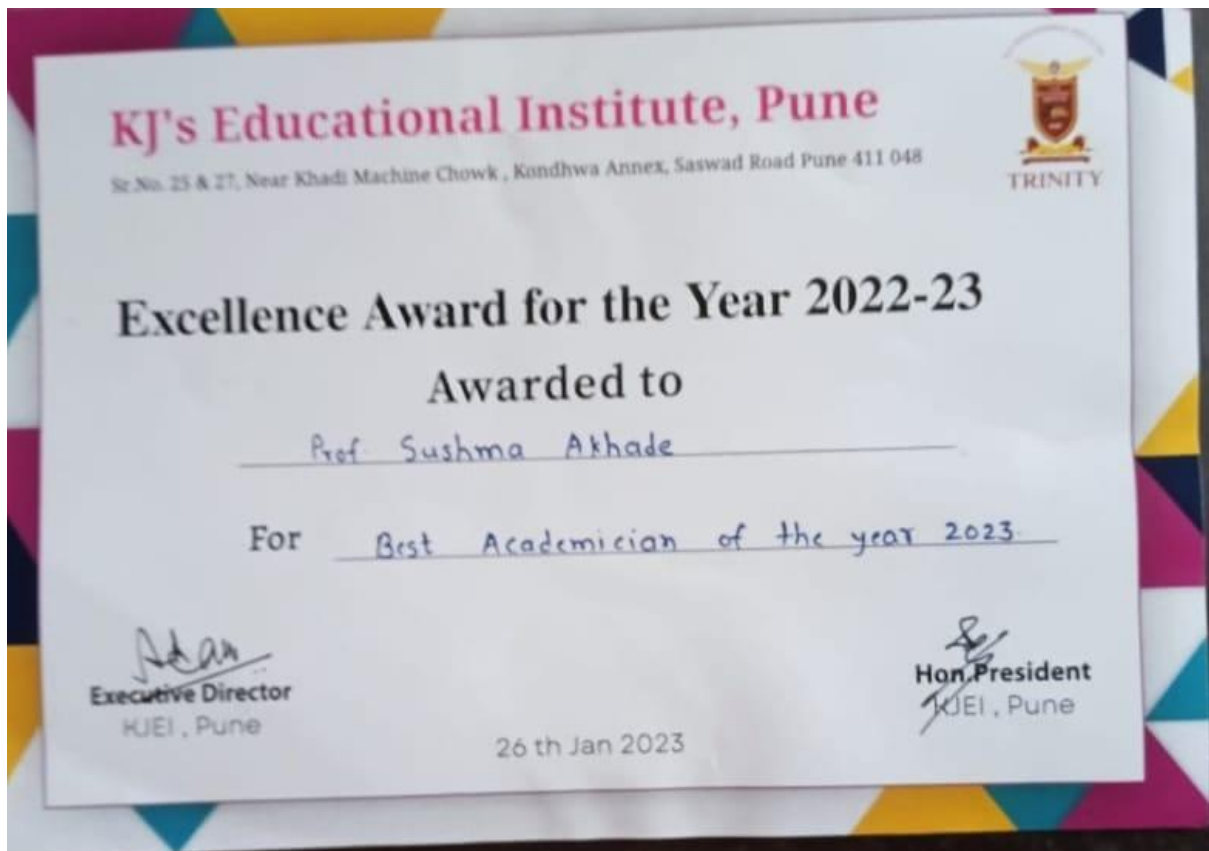 KJ's Educational Institute, Pune
Sr.No. 25 & 27, Near Khadi Machine Chowk , Kondhwa Annex, Saswad Road Pune 411 048
TRINITY
Excellence Award for the Year 2022-23
Awarded to
Prof Sushma Akhade
For Best Academician of the year 2023.
Executive Director
KJEI , Pune
Hon.President
KJEI , Pune
26 th Jan 2023